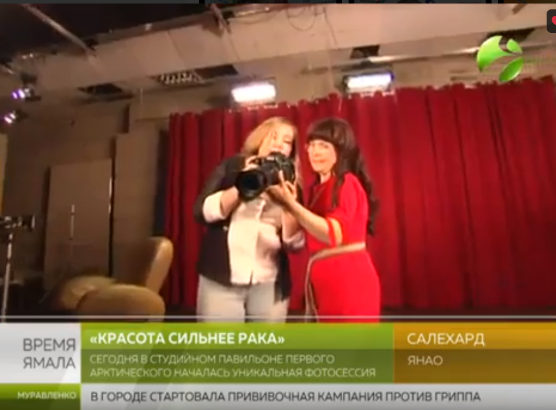 ВРЕМЯ
ЯМАЛА
«КРАСОТА СИЛЬНЕЕ РАКА»
СЕГОДНЯ В СТУДИЙНОМ ПАВИЛЬОНЕ ПЕРВОГО
АРКТИЧЕСКОГО НАЧАЛАСЬ УНИКАЛЬНАЯ ФОТОСЕССИЯ
САЛЕХАРД
ЯНАО
МУРАВЛЕНКО
В ГОРОДЕ СТАРТОВАЛА ПРИВИВОЧНАЯ КАМПАНИЯ ПРОТИВ ГРИППА